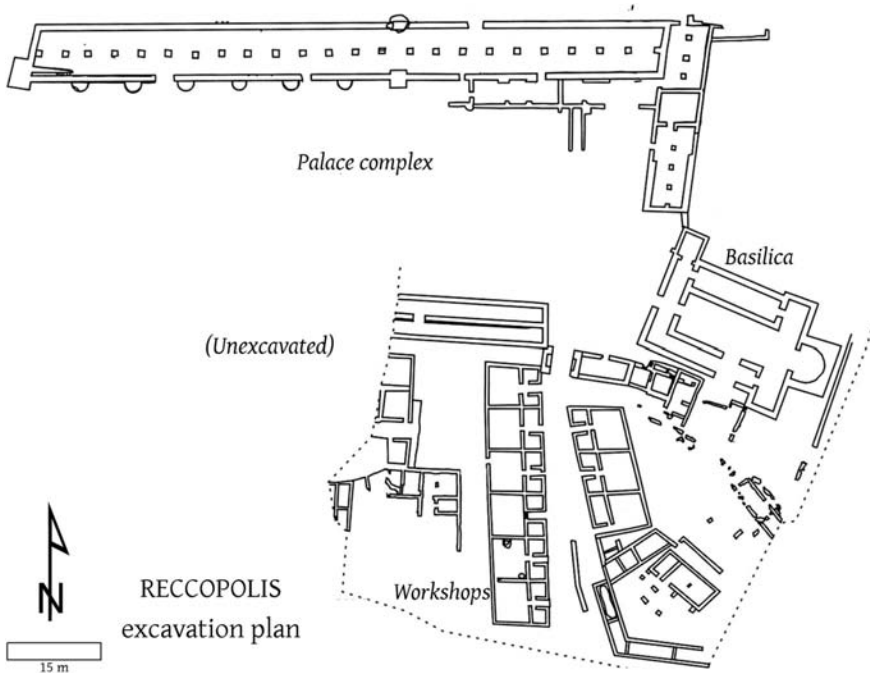 Palace complex
Basilica
(Unexcavated)
Workshops
N
RECCOPOLIS
excavation plan
15 m